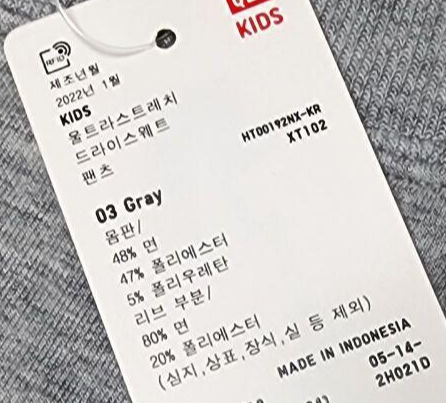 KIDS
RFID
제조년월
2022년 1월
KIDS
울트라스트레치
드라이스웨트
팬츠
HT00192NX-KR
XT102
03 Gray
몸판/
48% 면
47% 폴리에스터
5% 폴리우레탄
리브 부분/
80% 면
20% 폴리에스터
(심지,상표,장식,실 등 제외)
MADE IN INDONESIA
05-14-
2H021D